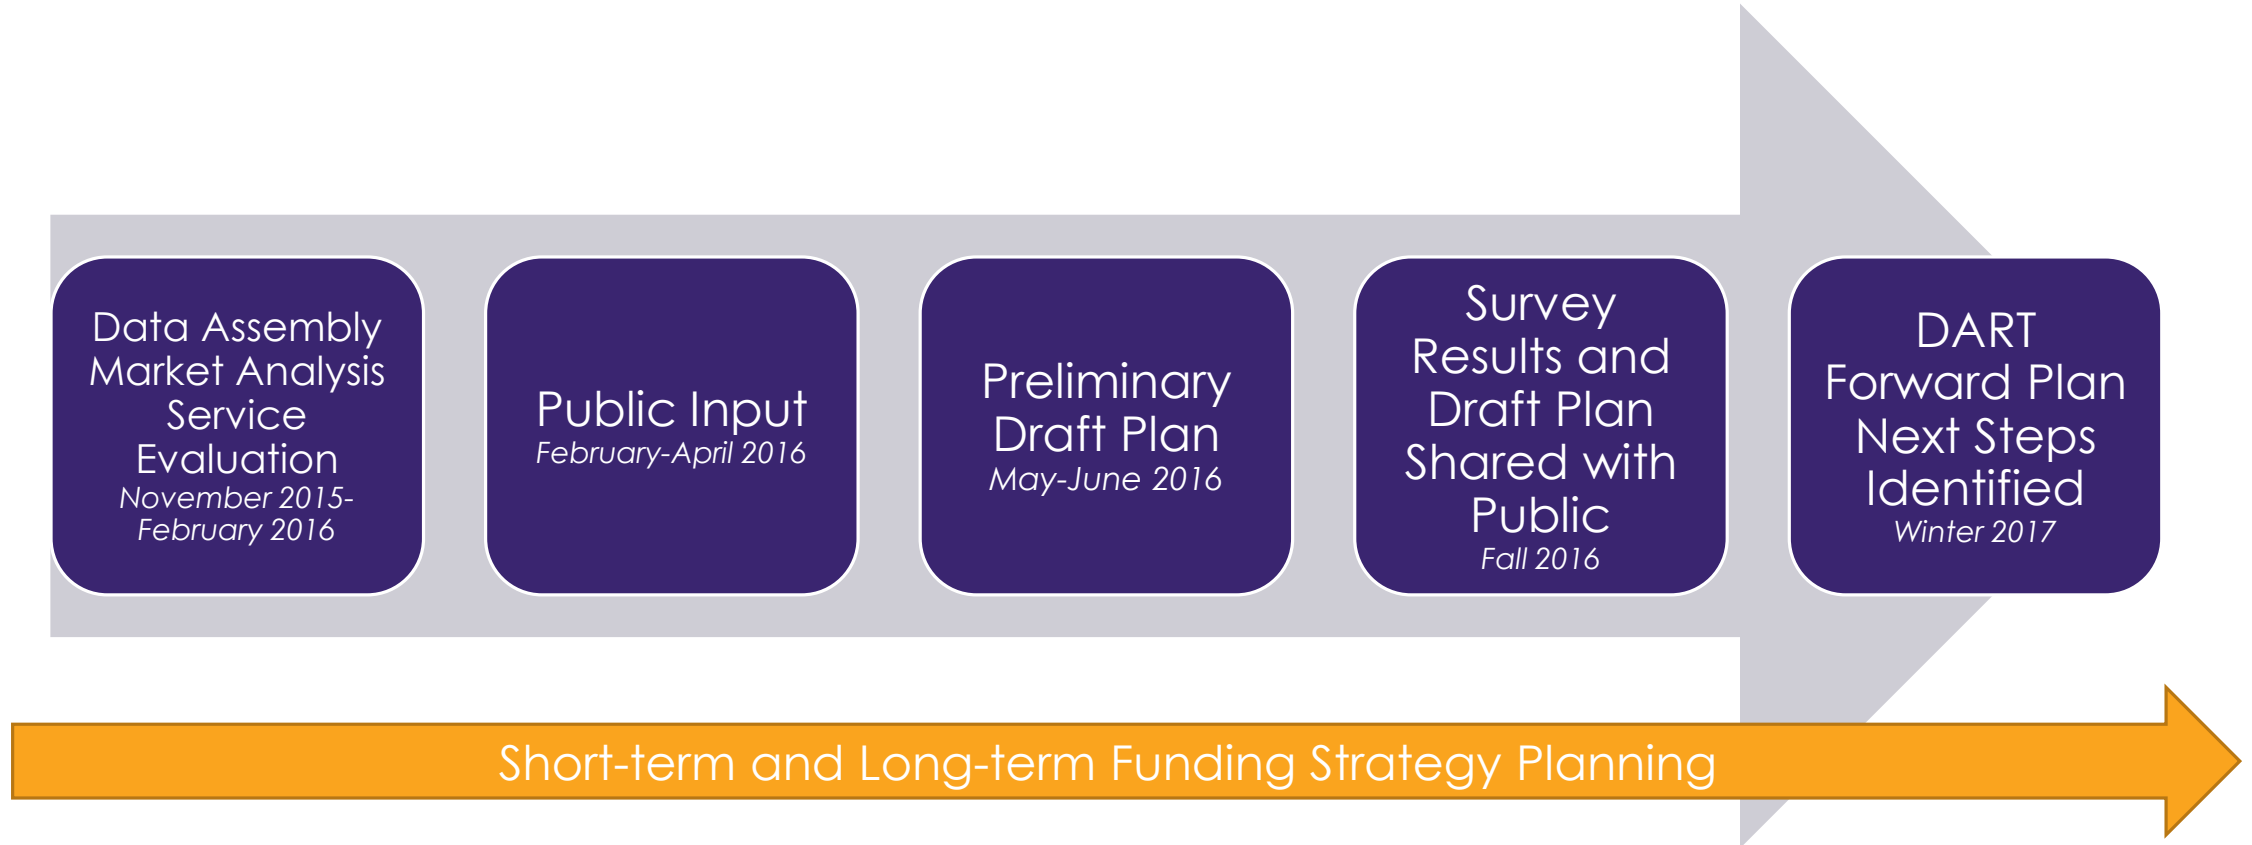 Data Assembly
Market Analysis
Service
Evaluation
November 2015-
February 2016
Public Input
February-April 2016
Preliminary
Draft Plan
May-June 2016
Survey
Results and
Draft Plan
Shared with
Public
Fall 2016
DART
Forward Plan
Next Steps
Identified
Winter 2017
Short-term and Long-term Funding Strategy Planning